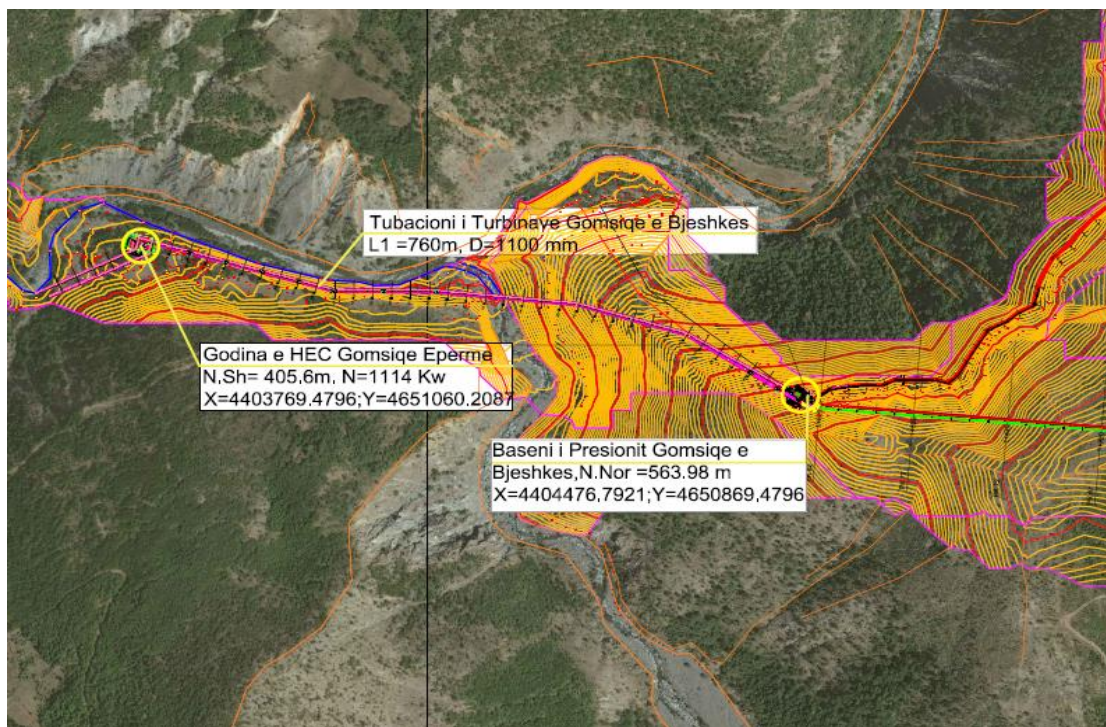 Tubacioni i Turbinaye Gomsiqe e Bjeshkes
L1 =760m, D=1100 mm
Godina e HEC Gomsiqe Eperme
N,Sh= 405,6m, N=1114 Kw
X=4403769,4796;Y=4651060,2087
Baseni i Presionit Gomsiqe e
Bjeshkes,N.Nor =563.98 m
X=4404476,7921;Y=4650869,4796